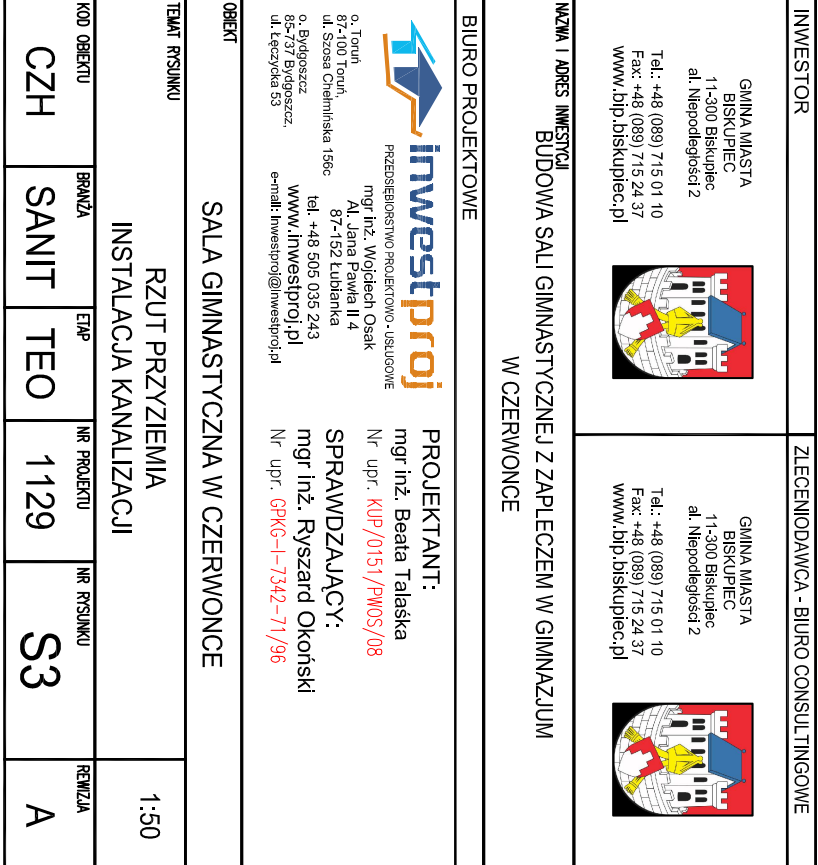 INWESTOR
GMINA MIASTA
BISKUPIEC
11-300 Biskupiec
al. Niepodległości 2
Tel.: +48 (089) 715 01 10
Fax: +48 (089) 715 24 37
www.bip.biskupiec.pl
ZLECENIODAWCA - BIURO CONSULTINGOWE
GMINA MIASTA
BISKUPIEC
11-300 Biskupiec
al. Niepodległości 2
Tel.: +48 (089) 715 01 10
Fax: +48 (089) 715 24 37
www.bip.biskupiec.pl
NAZWA I ADRES INWESTYCJI
BUDOWA SALI GIMNASTYCZNEJ Z ZAPLECZEM W GIMNAZJUM
W CZERWONCE
BIURO PROJEKTOWE
inwestproj
PRZEDSIĘBIORSTWO PROJEKTOWO - USŁUGOWE
mgr inż. Wojciech Osak
Al. Jana Pawła II 4
87-152 Łubianka
tel. +48 505 035 243
www.inwestproj.pl
e-mail: inwestproj@inwestproj.pl
o. Toruń
87-100 Toruń,
ul. Szosa Chełmińska 156c
o. Bydgoszcz
85-737 Bydgoszcz,
ul. Łęczycka 53
PROJEKTANT:
mgr inż. Beata Talaśka
Nr upr. KUP/0151/PWOS/08
SPRAWDZAJĄCY:
mgr inż. Ryszard Okoński
Nr upr. GPKG-I-7342-71/96
OBIEKT
SALA GIMNASTYCZNA W CZERWONCE
TEMAT RYSUNKU
RZUT PRZYZIEMIA
INSTALACJA KANALIZACJI
1:50
KOD OBIEKTU
CZH
BRANŻA
SANIT
ETAP
TEO
NR PROJEKTU
1129
NR RYSUNKU
S3
REWIZJA
A